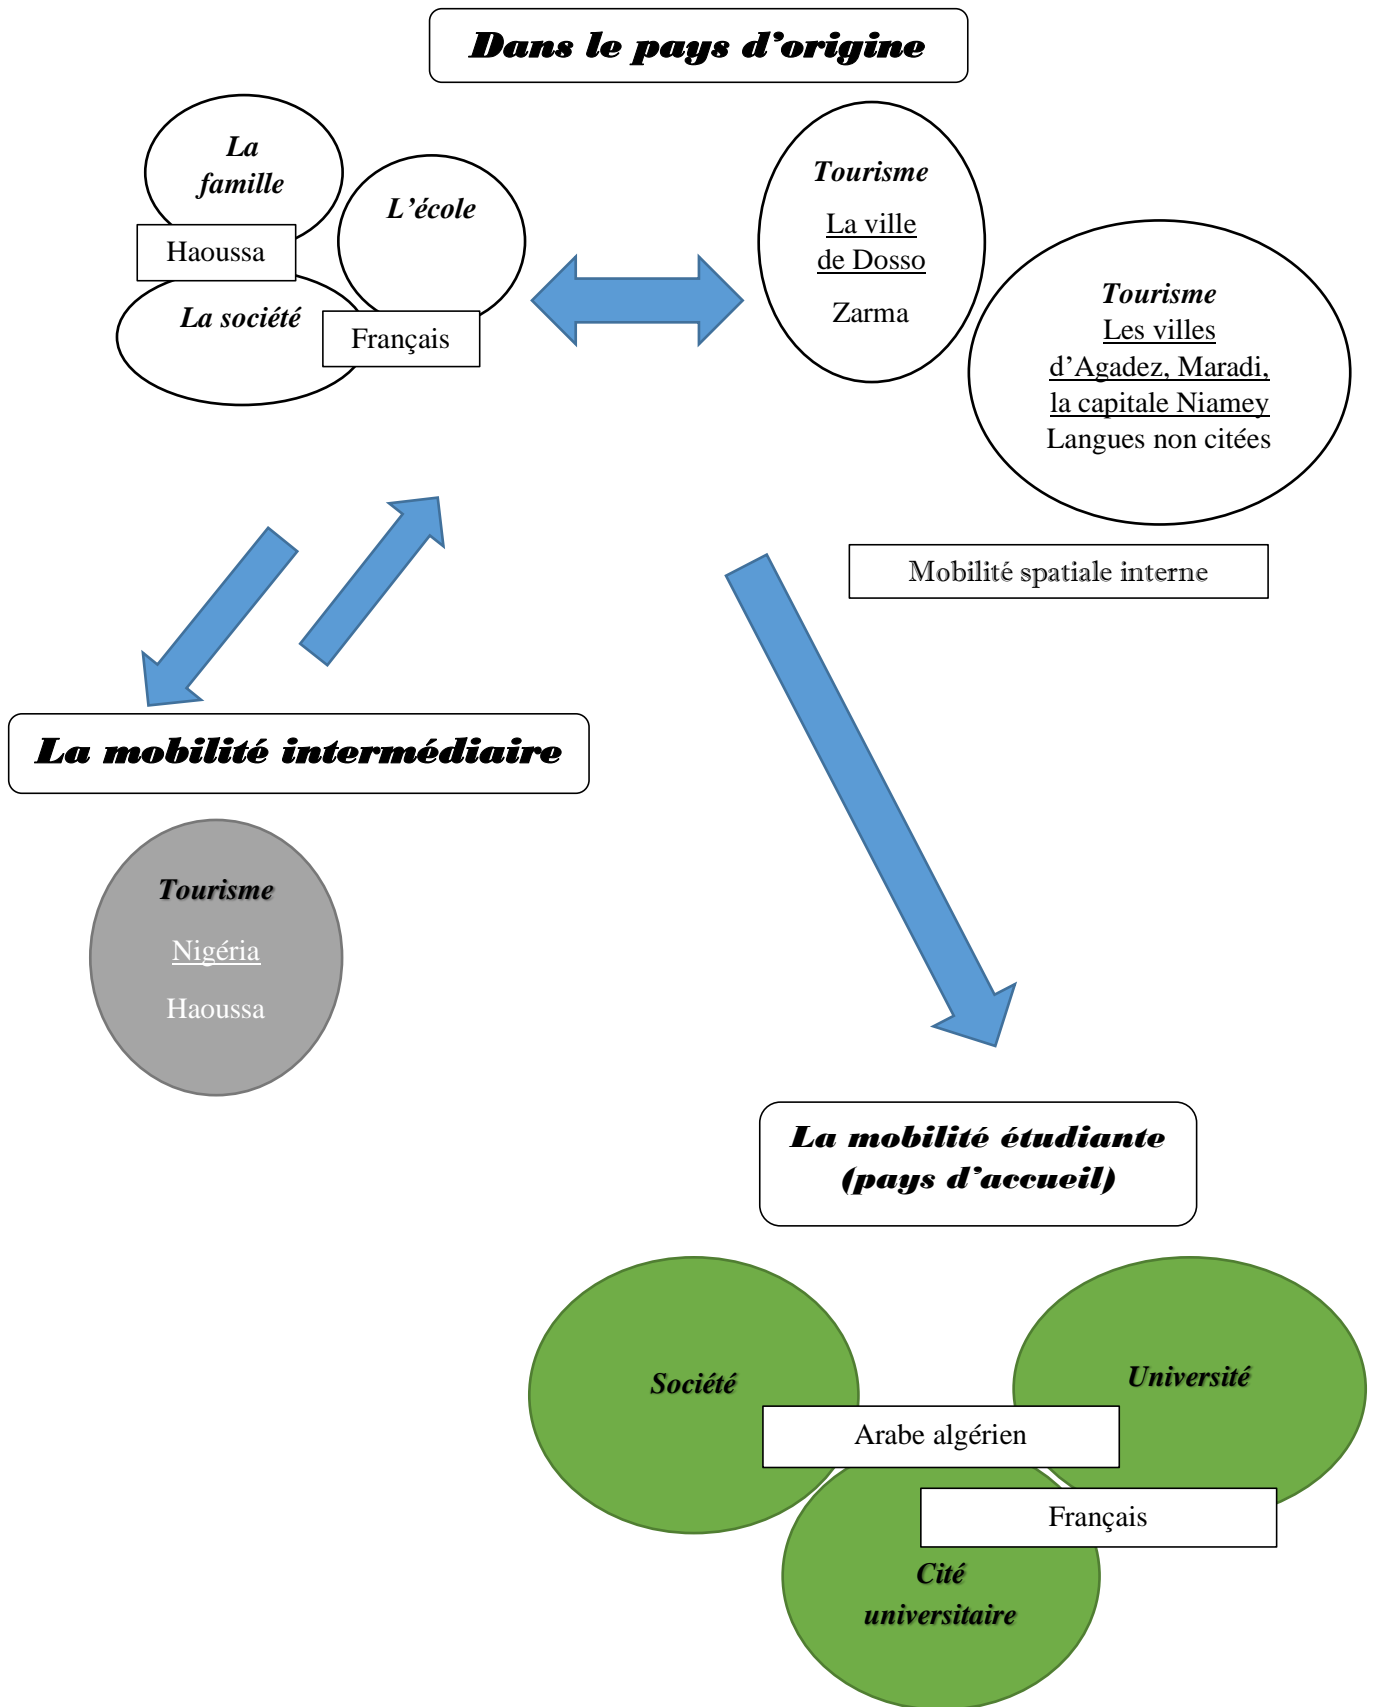 Dans le pays d’origine
La
famille
L’école
Haoussa
La société
Français
Tourisme
La ville
de Dosso
Zarma
Tourisme
Les villes
d’Agadez, Maradi,
la capitale Niamey
Langues non citées
Mobilité spatiale interne
La mobilité intermédiaire
Tourisme
Nigéria
Haoussa
La mobilité étudiante
(pays d’accueil)
Société
Université
Arabe algérien
Français
Cité
universitaire